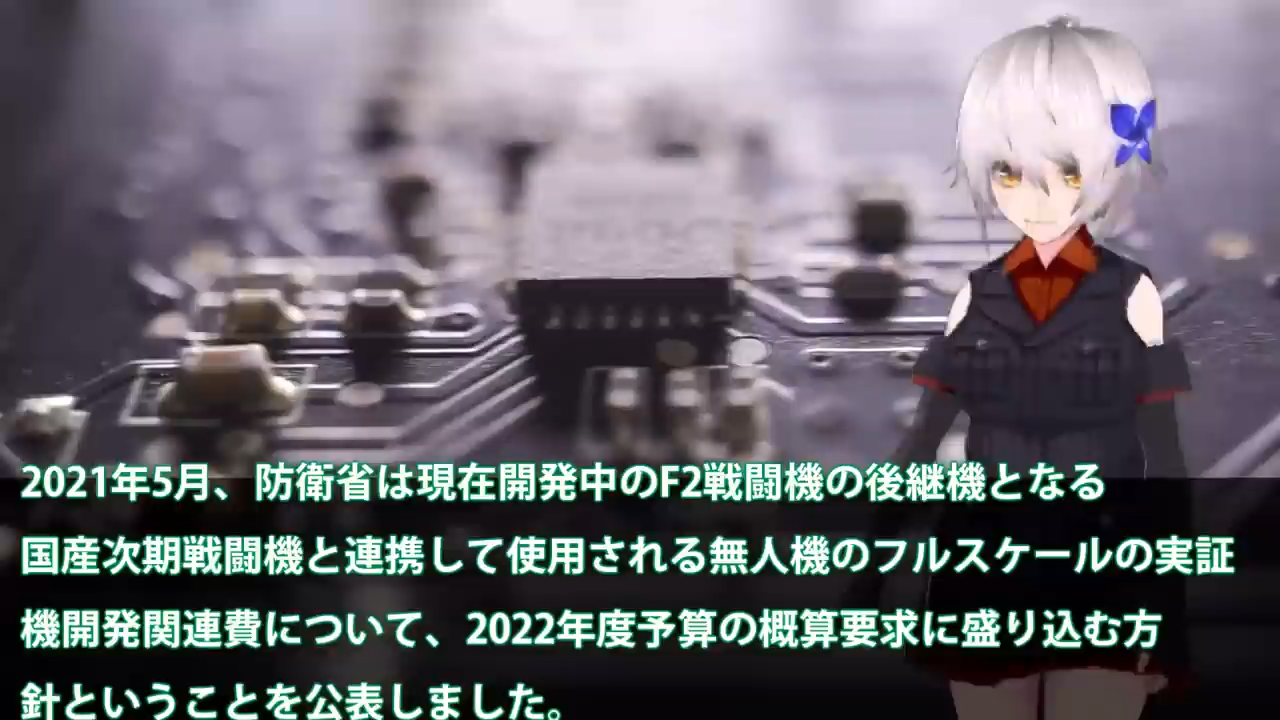 2021年5月、防衛省は現在開発中のF2戦闘機の後継機となる
国産次期戦闘機と連携して使用される無人機のフルスケールの実証
機開発関連費について、2022年度予算の概算要求に盛り込む方
針ということを公表しました。